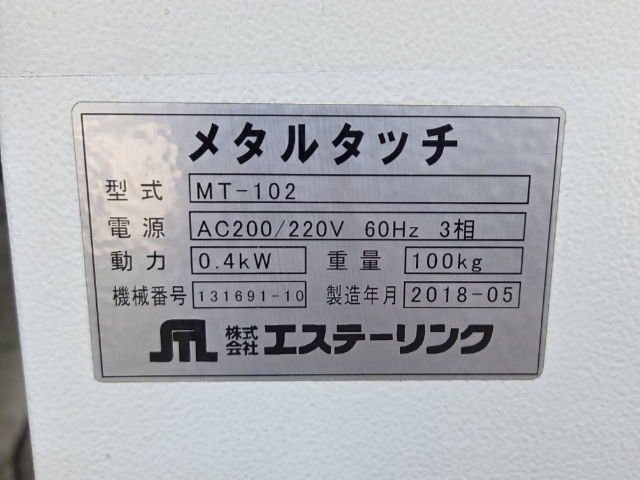 メタルタッチ
型式 MT-102
電源 AC200/220V 60Hz 3相
動力 0.4kW 重量 100kg
機械番号 131691-10 製造年月 2018-05
STL 株式会社 エステーリンク